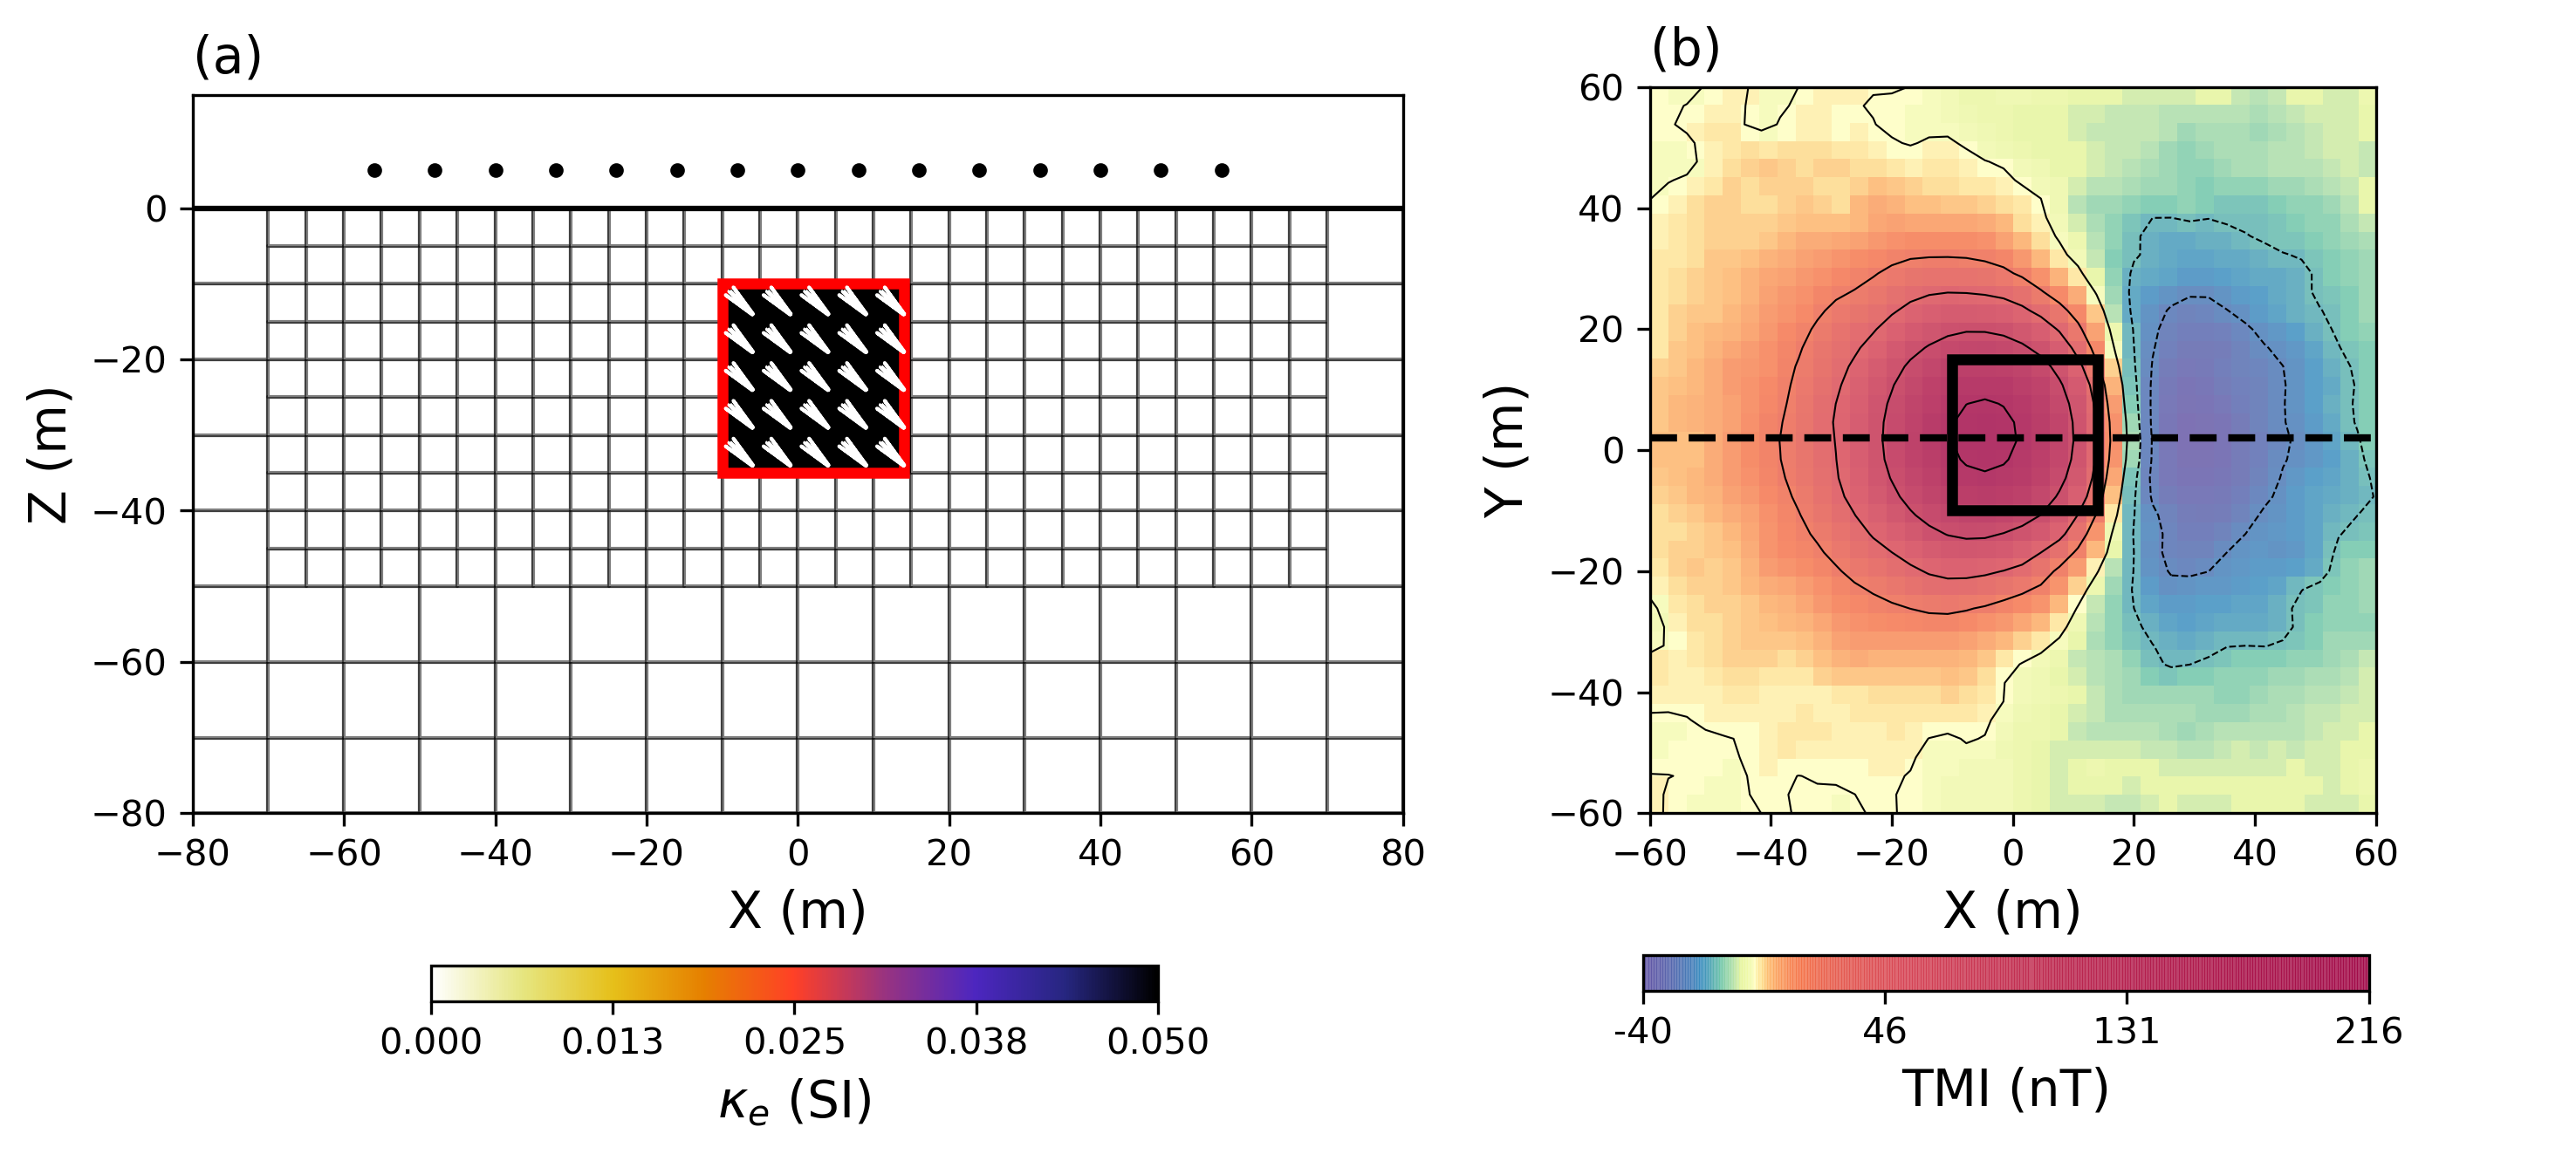 (a)
0
−20
−40
−60
−80
Z (m)
−80 −60 −40 −20 0 20 40 60 80
X (m)
0.000 0.013 0.025 0.038 0.050
κe (SI)
(b)
60
40
20
0
−20
−40
−60
Y (m)
−60 −40 −20 0 20 40 60
X (m)
-40 46 131 216
TMI (nT)